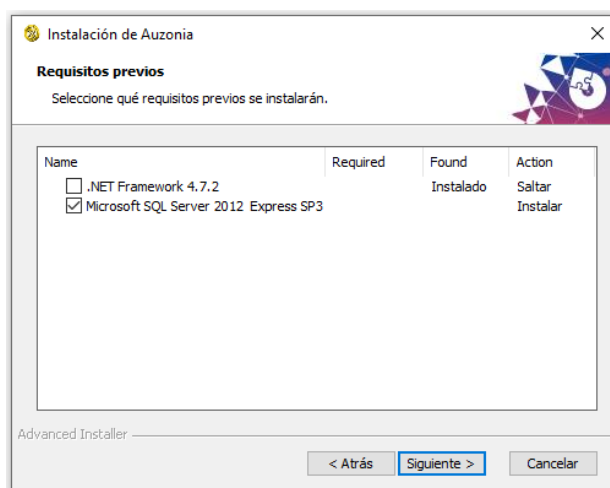 Instalación de Auzonia
Requisitos previos
Seleccione qué requisitos previos se instalarán.
Name Required Found Action
.NET Framework 4.7.2 Instalado Saltar
Microsoft SQL Server 2012 Express SP3 Instalar
Advanced Installer
< Atrás Siguiente > Cancelar